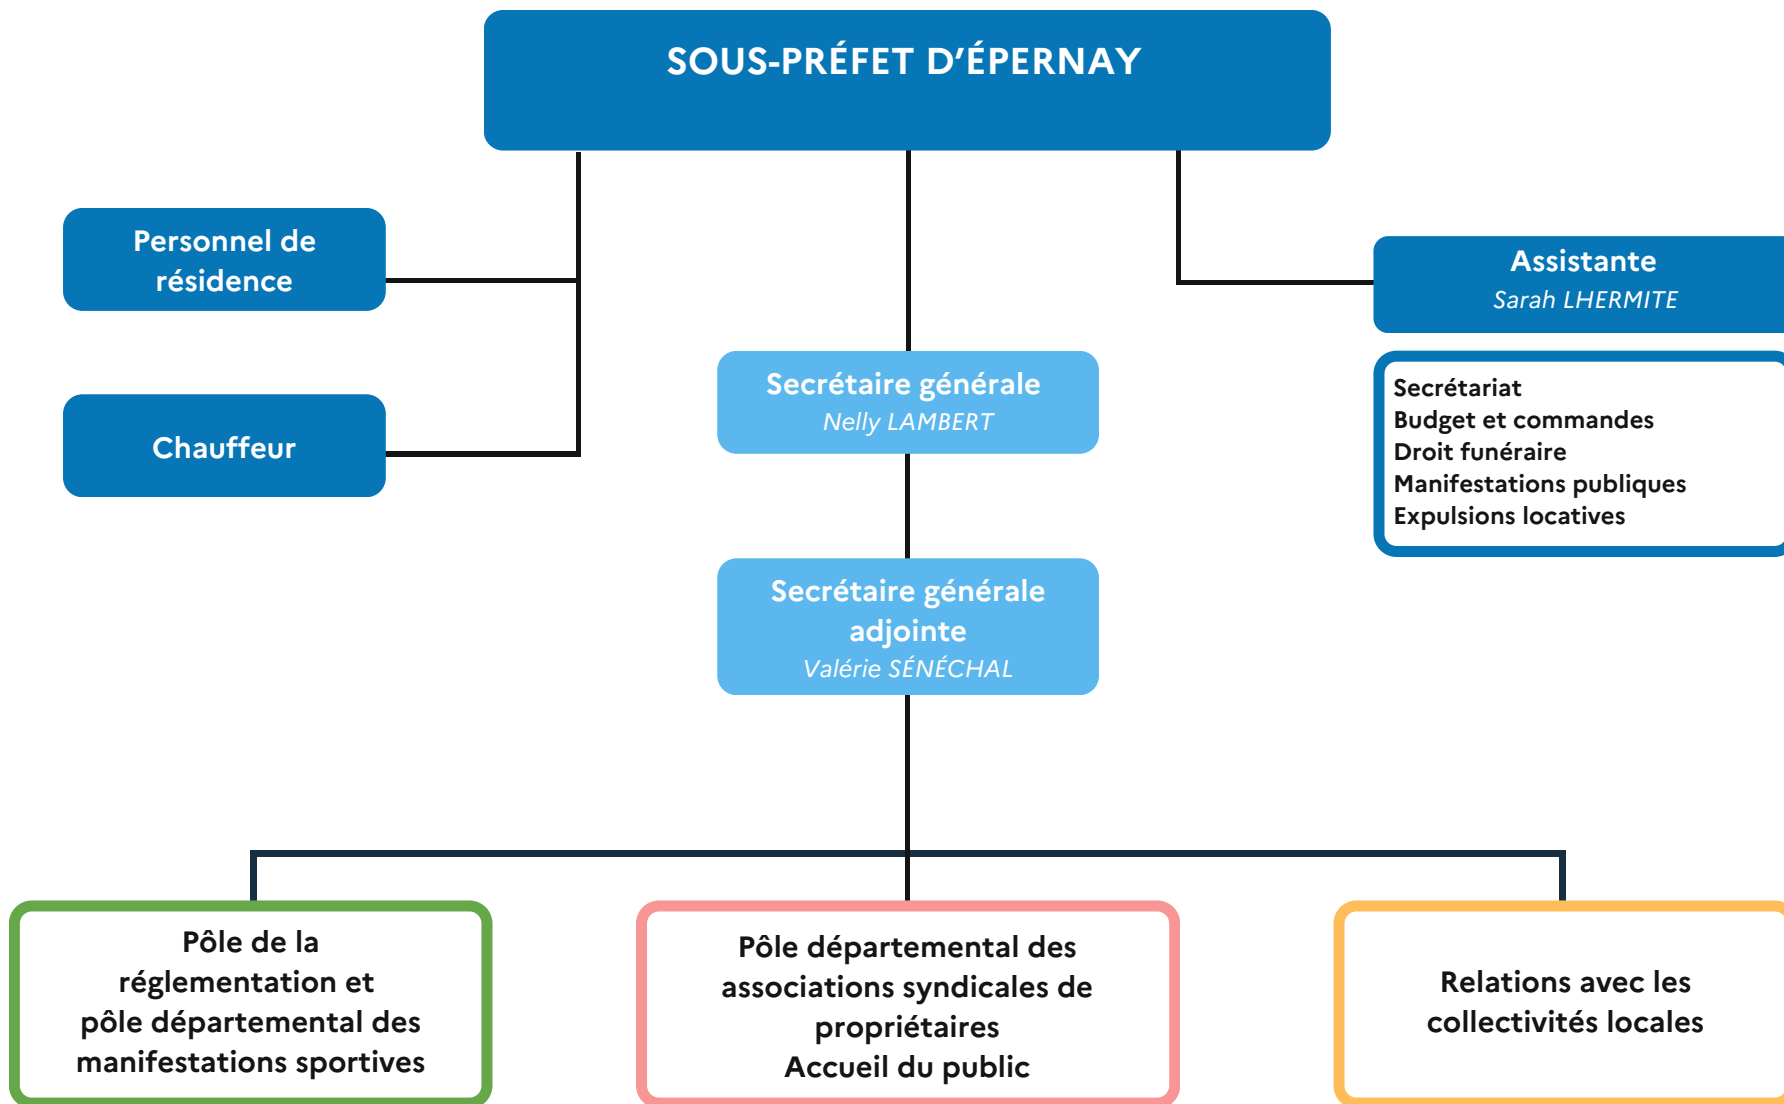 SOUS-PRÉFET D'ÉPERNAY
Personnel de
résidence
Assistante
Sarah LHERMITE
Secrétaire générale
Nelly LAMBERT
Chauffeur
Secrétariat
Budget et commandes
Droit funéraire
Manifestations publiques
Expulsions locatives
Secrétaire générale
adjointe
Valérie SÉNÉCHAL
Pôle de la
réglementation et
pôle départemental des
manifestations sportives
Pôle départemental des
associations syndicales de
propriétaires
Accueil du public
Relations avec les
collectivités locales